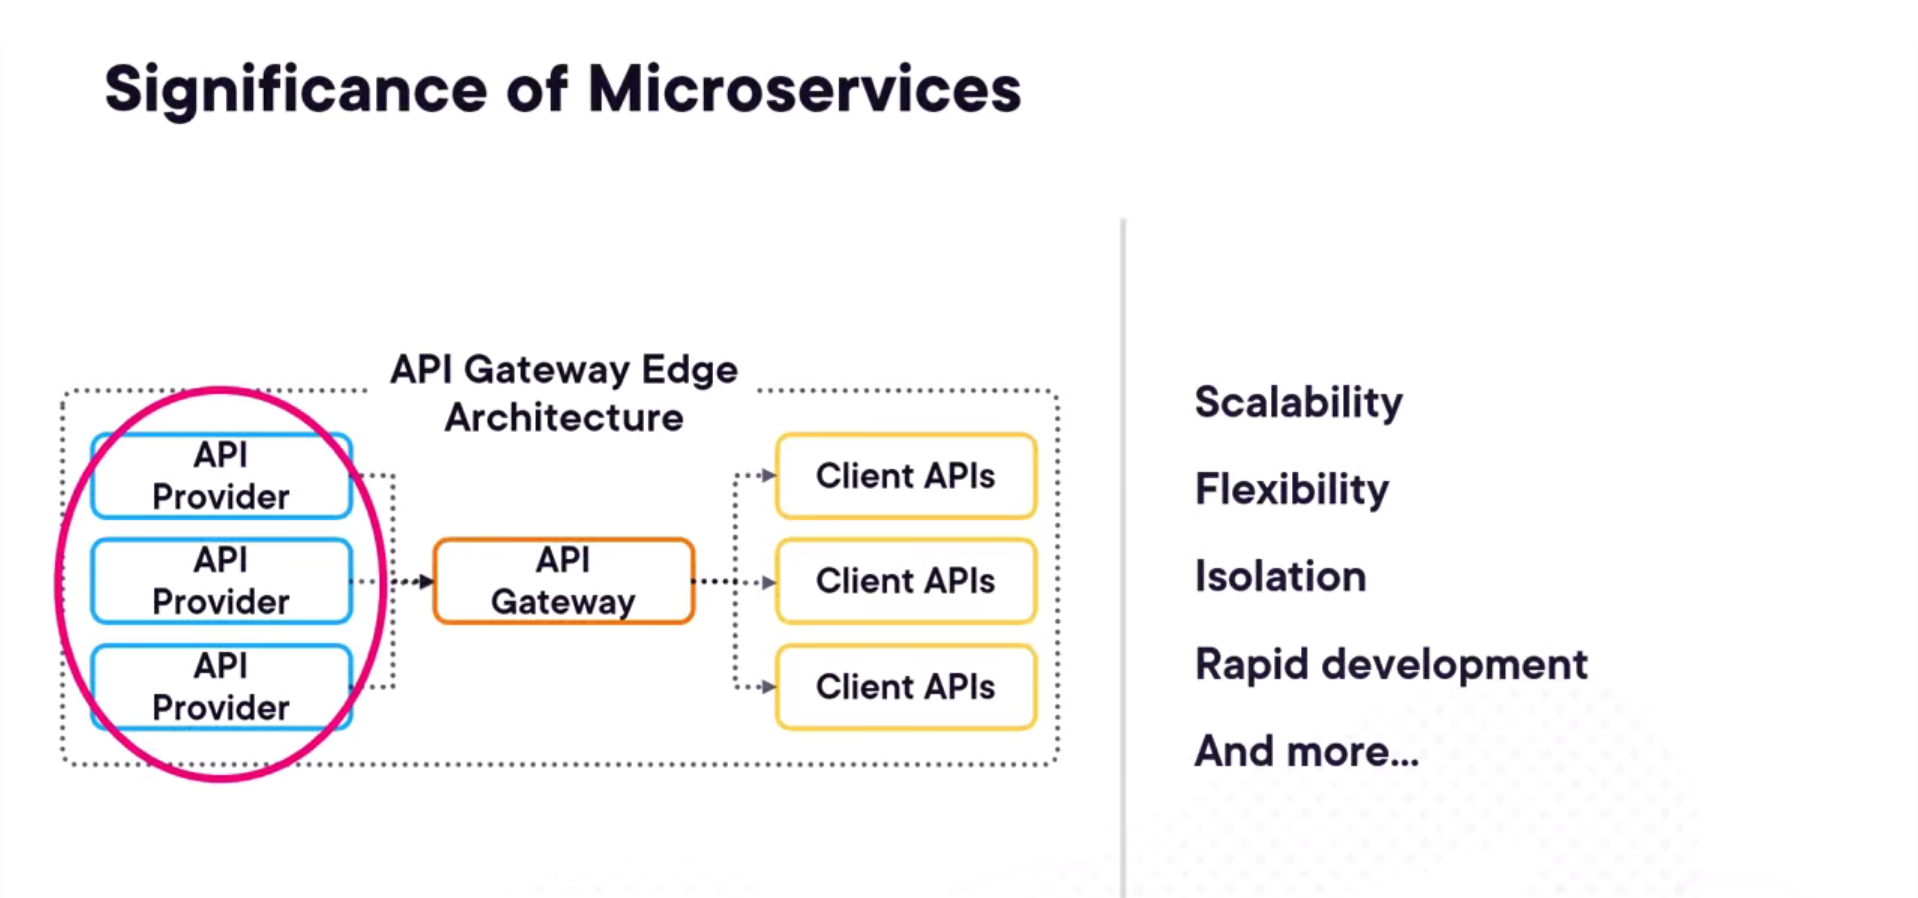 Significance of Microservices
API Gateway Edge
Architecture
API
Provider
API
Provider
API
Provider
API
Gateway
Client APIs
Client APIs
Client APIs
Scalability
Flexibility
Isolation
Rapid development
And more...